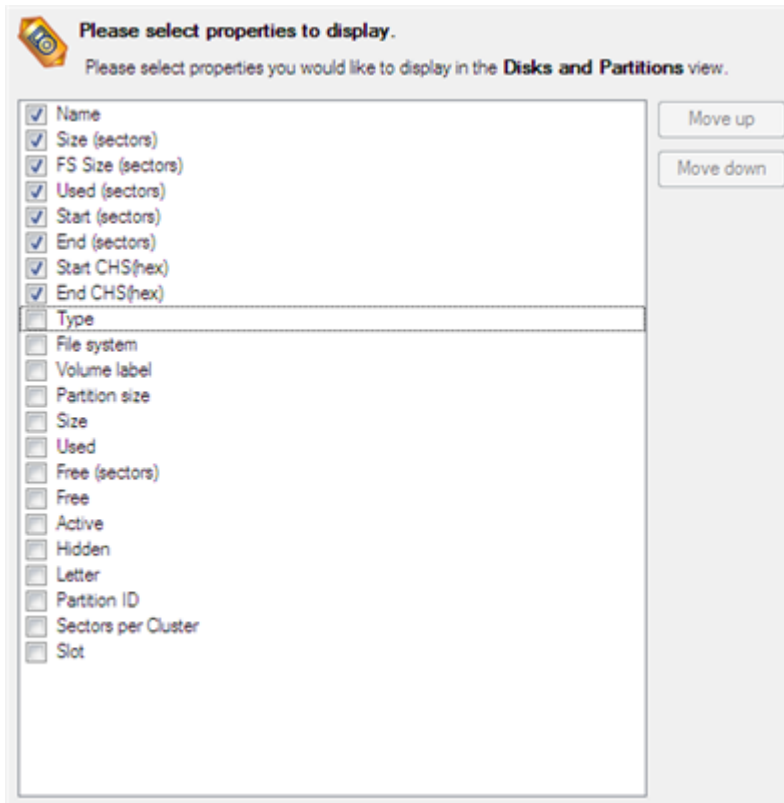 Please select properties to display.
Please select properties you would like to display in the Disks and Partitions view.
Name
Size (sectors)
FS Size (sectors)
Used (sectors)
Start (sectors)
End (sectors)
Start CHS(hex)
End CHS(hex)
Type
File system
Volume label
Partition size
Size
Used
Free (sectors)
Free
Active
Hidden
Letter
Partition ID
Sectors per Cluster
Slot
Move up
Move down